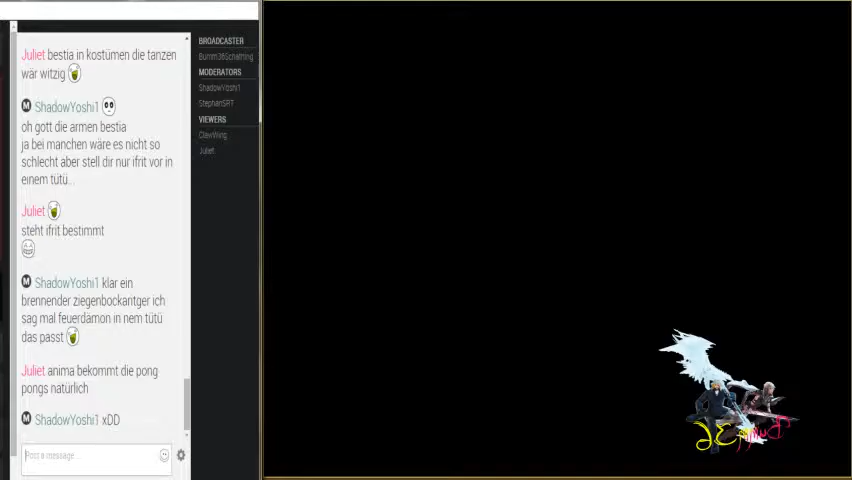 Juliet bestia in kostümen die tanzen
wär witzig
M ShadowYoshi1
oh gott die armen bestia
ja bei manchen wäre es nicht so
schlecht aber stell dir nur ifrit vor in
einem tütü...
Juliet
steht ifrit bestimmt
M ShadowYoshi1 klar ein
brennender ziegenbockartger ich
sag mal feuerdämon in nem tütü
das passt
Juliet anima bekommt die pong
pongs natürlich
M ShadowYoshi1 xDD
Post a message...
BROADCASTER
MODERATORS
ShadowYoshi1
StephanSRT
VIEWERS
ClawWing
Juliet